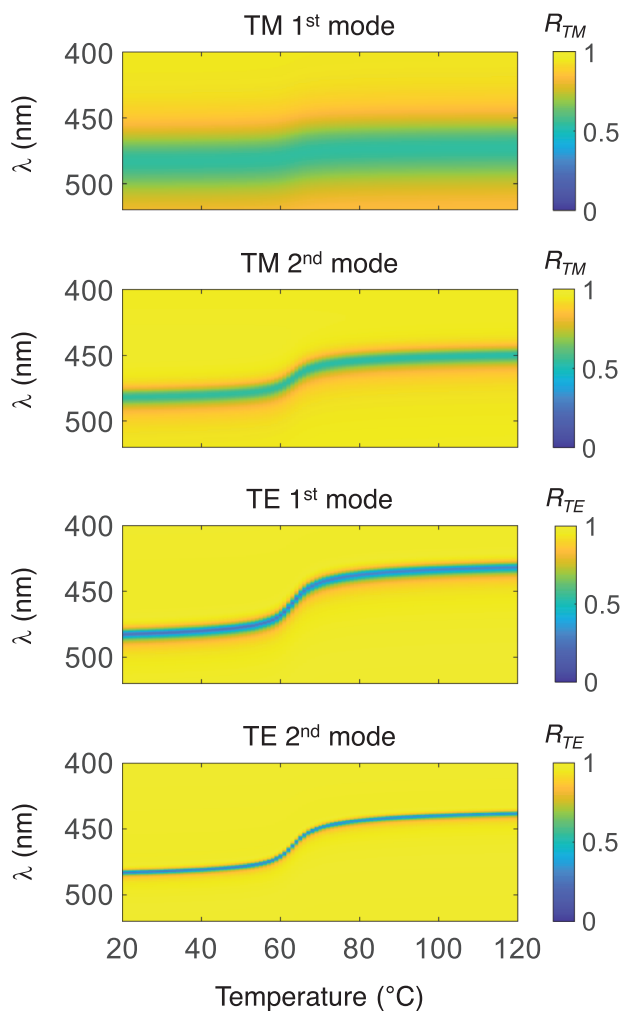 TM 1st mode
R_TM
400
450
500
λ (nm)
1
0.5
0
TM 2nd mode
R_TM
400
450
500
λ (nm)
1
0.5
0
TE 1st mode
R_TE
400
450
500
λ (nm)
1
0.5
0
TE 2nd mode
R_TE
400
450
500
λ (nm)
1
0.5
0
20 40 60 80 100 120
Temperature (°C)